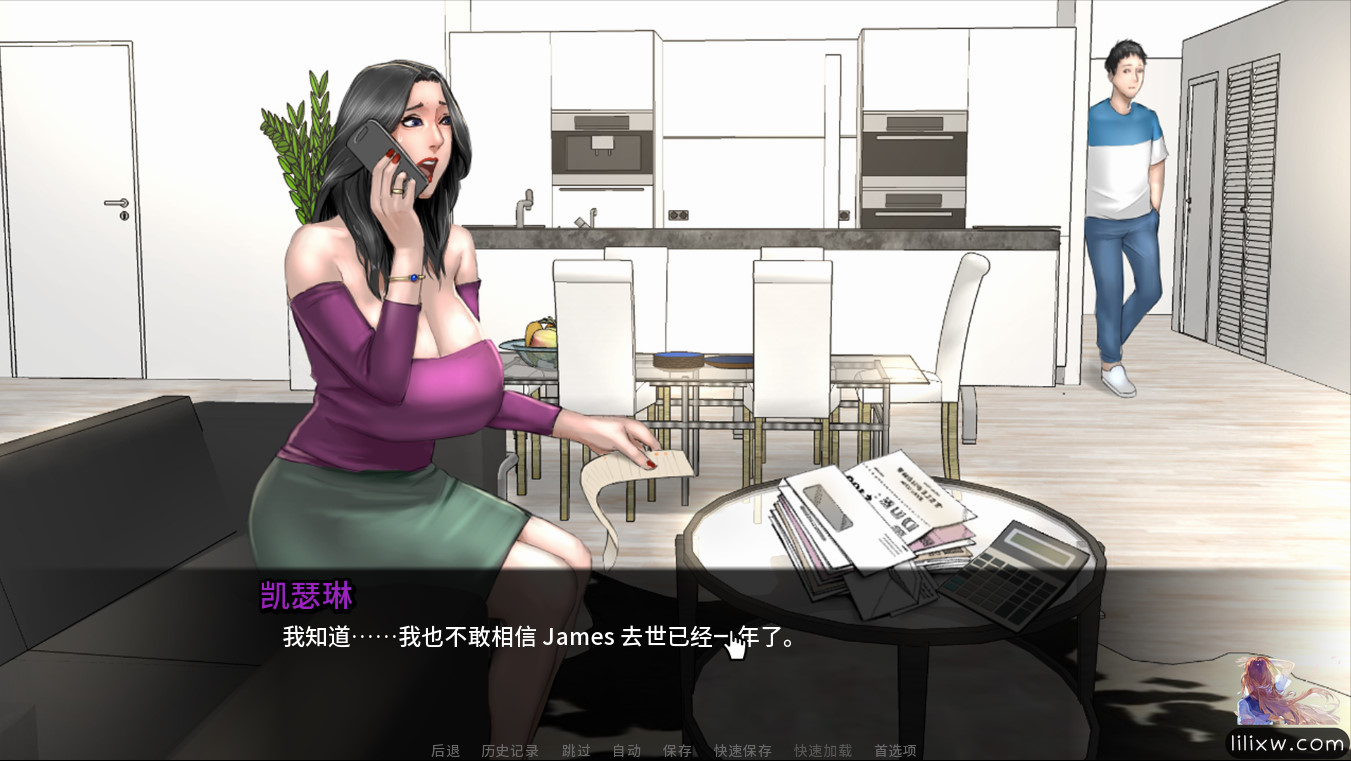 凯瑟琳
我知道……我也不敢相信 James 去世已经一年了。
后退 历史记录 跳过 自动 保存 快速保存 快速加载 首选项
lilixw.com